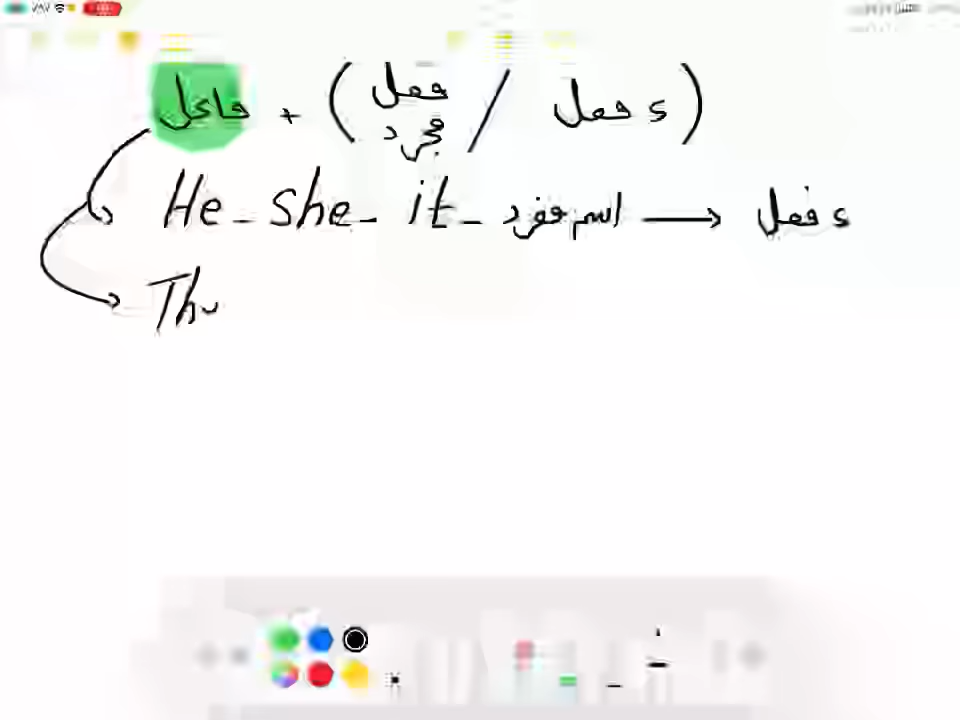 فاعل + (فعل مجرد / فعل s)
He - she - it - اسم مفرد → فعل s
Th